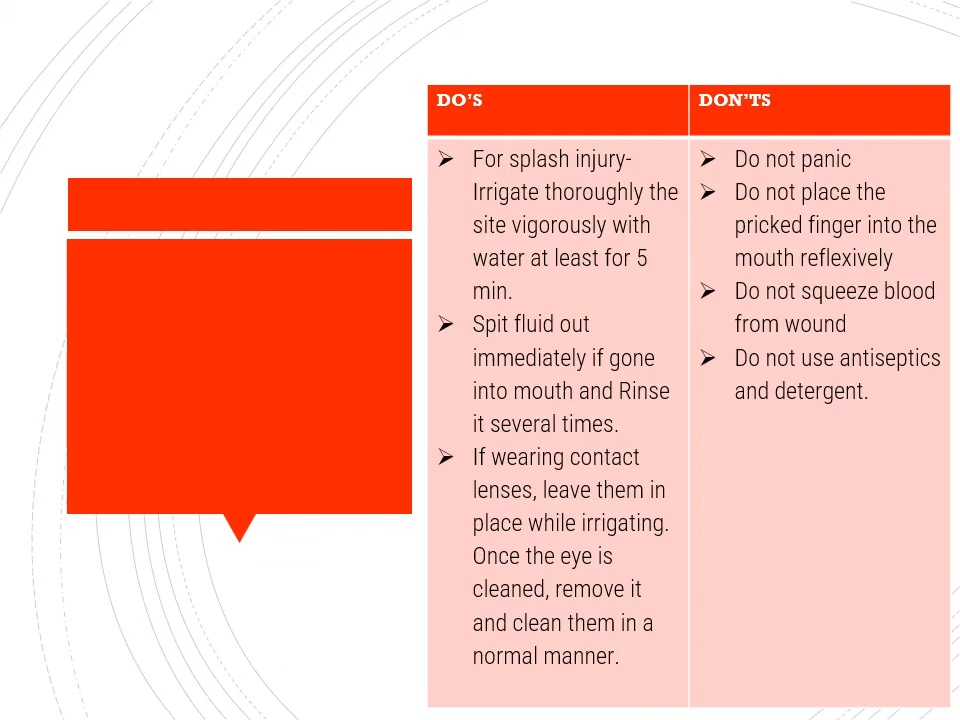 DO’S
➢ For splash injury-
Irrigate thoroughly the
site vigorously with
water at least for 5
min.
➢ Spit fluid out
immediately if gone
into mouth and Rinse
it several times.
➢ If wearing contact
lenses, leave them in
place while irrigating.
Once the eye is
cleaned, remove it
and clean them in a
normal manner.
DON’TS
➢ Do not panic
➢ Do not place the
pricked finger into the
mouth reflexively
➢ Do not squeeze blood
from wound
➢ Do not use antiseptics
and detergent.